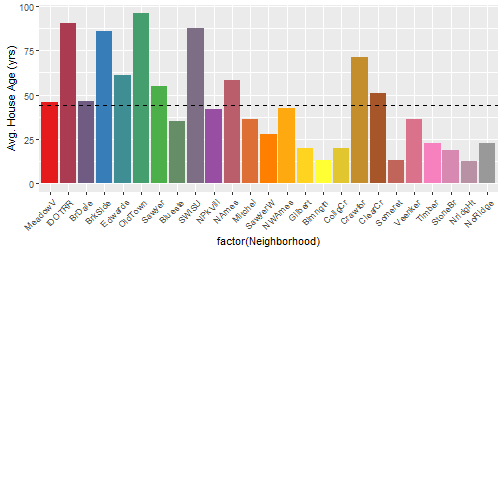 Avg. House Age (yrs)
100
75
50
25
0
MeadowV IDOTRR BrDale BrkSide Edwards OldTown Sawyer Blueste SWISU NPkVill NAmes Mitchel SawyerW NWAmes Gilbert Blmngtn CollgCr Crawfor ClearCr Somerst Veenker Timber StoneBr NridgHt NoRidge
factor(Neighborhood)